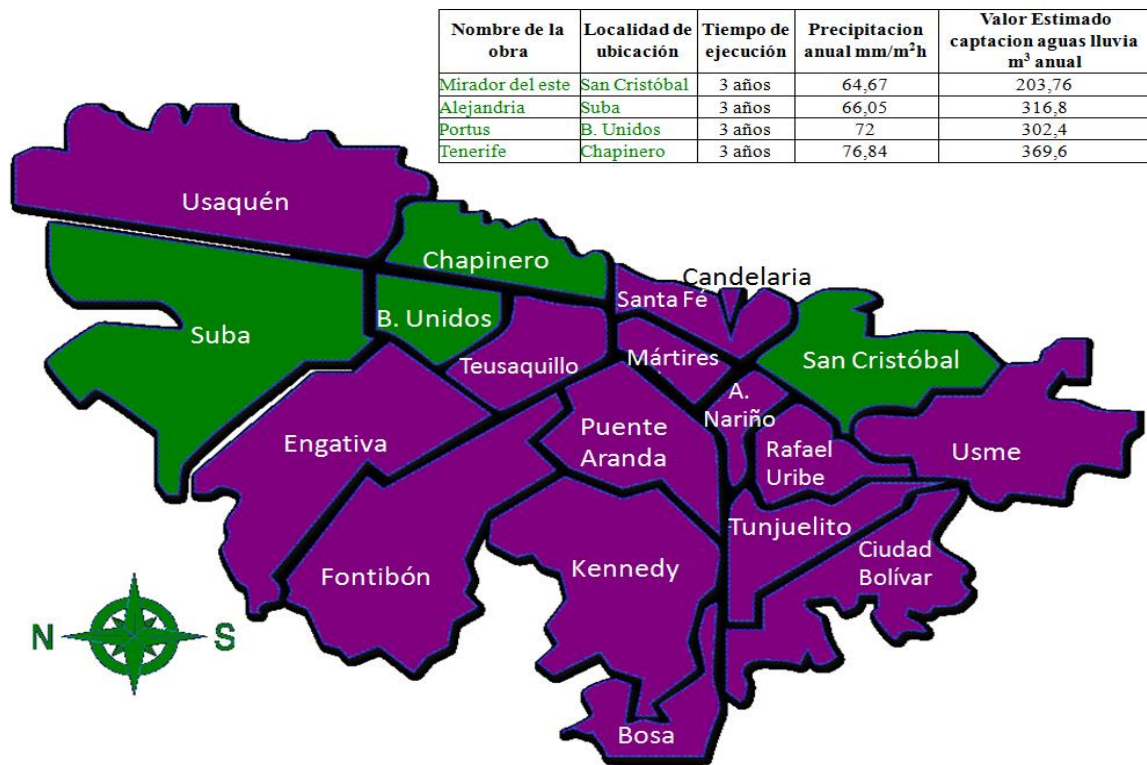 Nombre de la obra Localidad de ubicación Tiempo de ejecución Precipitacion anual mm/m²h Valor Estimado captacion aguas lluvia m³ anual
Mirador del este San Cristóbal 3 años 64,67 203,76
Alejandria Suba 3 años 66,05 316,8
Portus B. Unidos 3 años 72 302,4
Tenerife Chapinero 3 años 76,84 369,6
Usaquén
Chapinero
Candelaria
Santa Fé
Suba
B. Unidos
Teusaquillo
Mártires
San Cristóbal
A.
Nariño
Engativa
Puente
Aranda
Rafael
Uribe
Usme
Tunjuelito
Ciudad
Bolívar
Fontibón
Kennedy
Bosa
N S